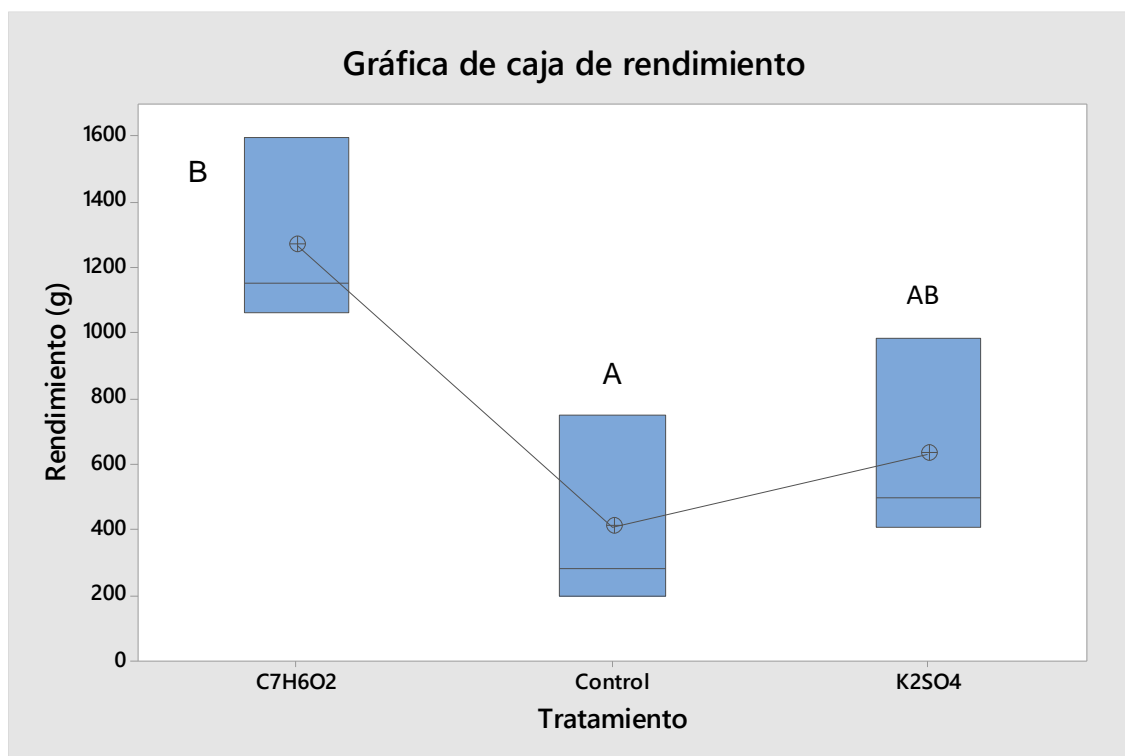 Gráfica de caja de rendimiento
Rendimiento (g)
1600
1400
1200
1000
800
600
400
200
0
B
A
AB
C7H6O2
Control
K2SO4
Tratamiento